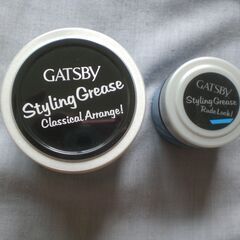 GATSBY
Styling Grease
Classical Arrange!
GATSBY
Styling Grease
Rude Look!